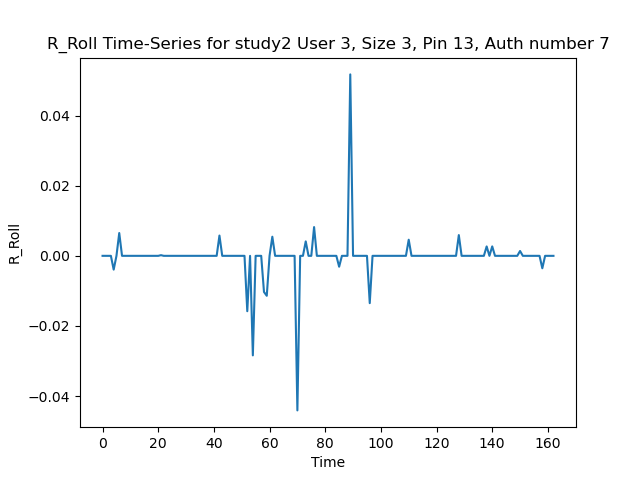 R_Roll Time-Series for study2 User 3, Size 3, Pin 13, Auth number 7
0.04
0.02
0.00
−0.02
−0.04
R_Roll
0 20 40 60 80 100 120 140 160
Time